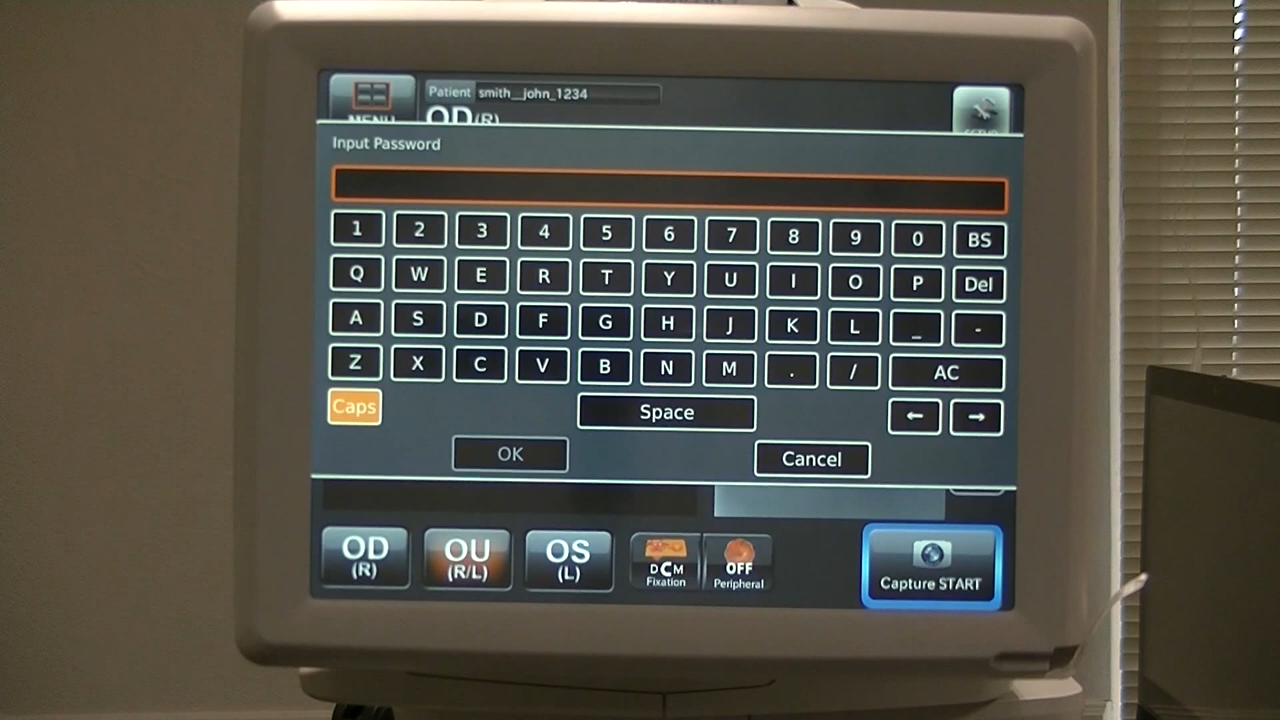 Patient smith__john_1234
MENU OD(R) SETUP
Input Password
1 2 3 4 5 6 7 8 9 0 BS
Q W E R T Y U I O P Del
A S D F G H J K L _ -
Z X C V B N M . / AC
Caps Space ← →
OK Cancel
OD OU OS DCM OFF
(R) (R/L) (L) Fixation Peripheral Capture START